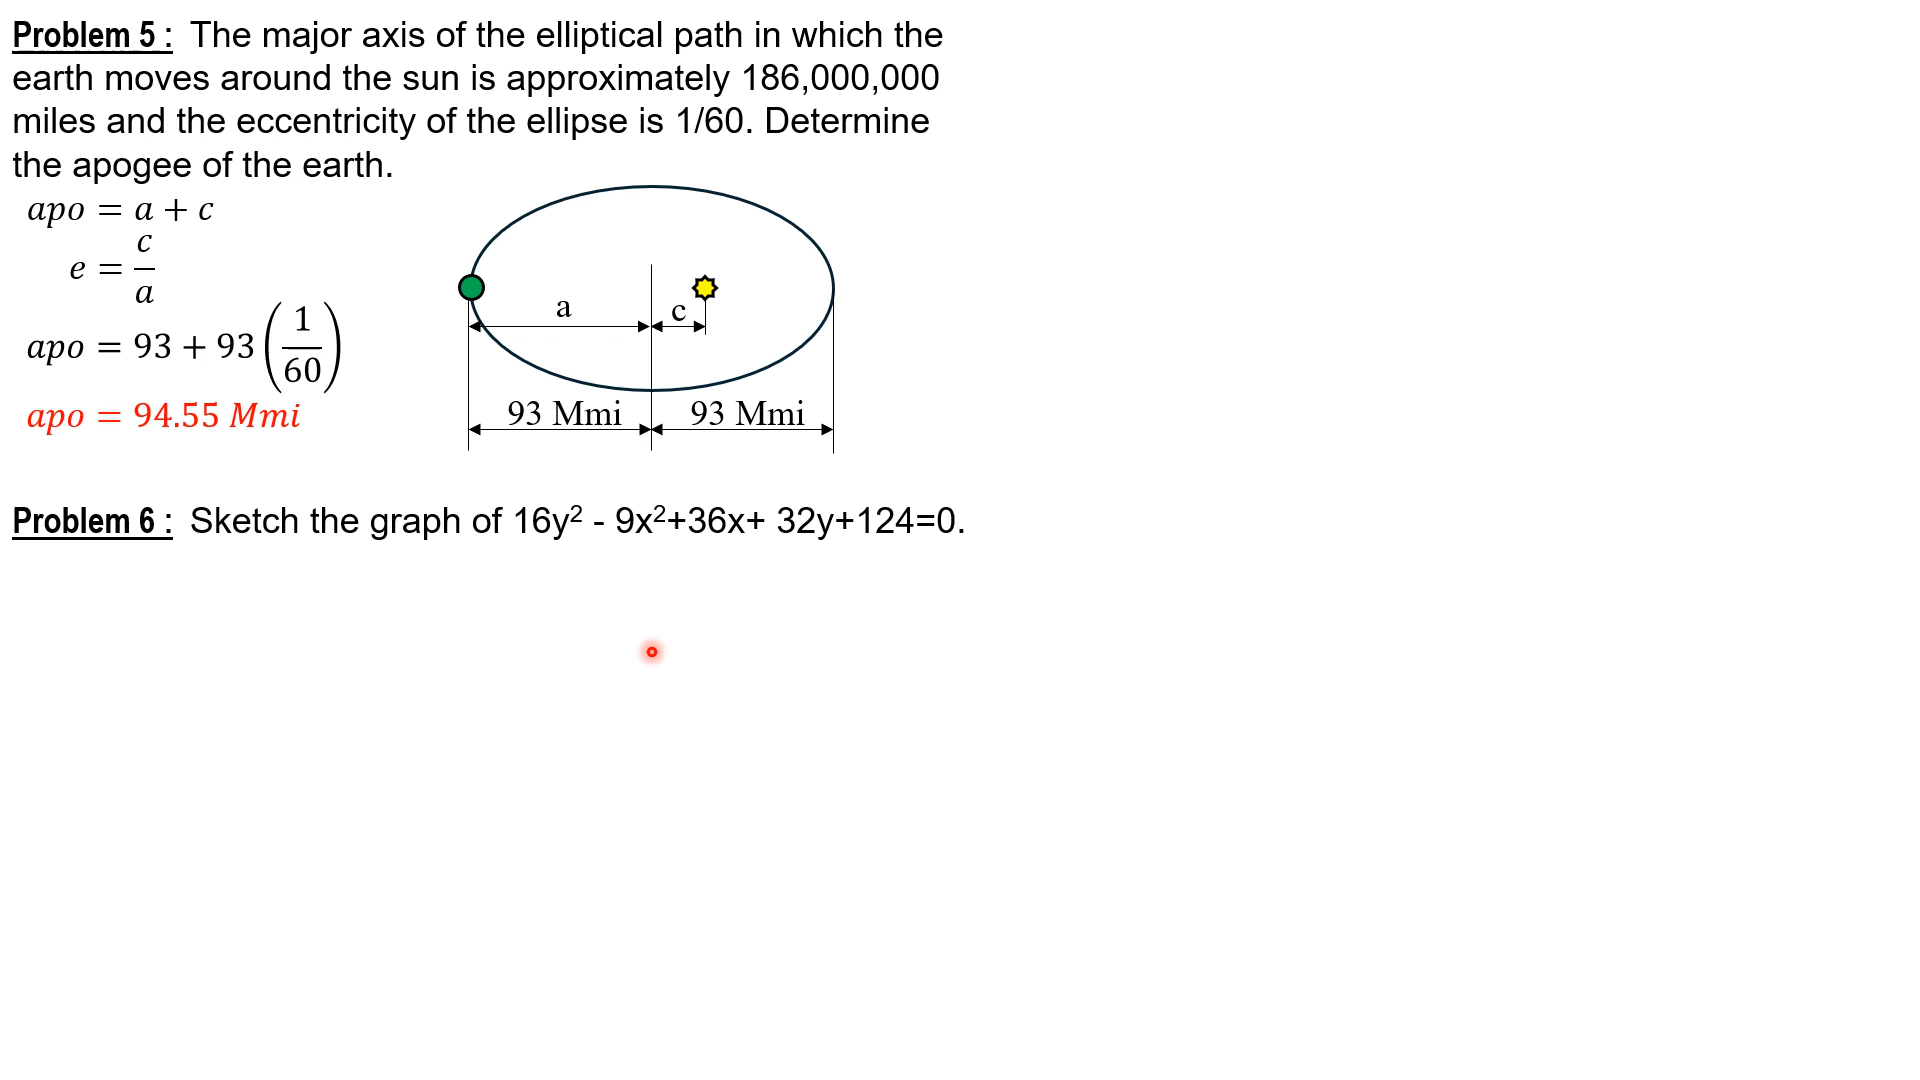 Problem 5 : The major axis of the elliptical path in which the
earth moves around the sun is approximately 186,000,000
miles and the eccentricity of the ellipse is 1/60. Determine
the apogee of the earth.
apo = a + c
e = c/a
apo = 93 + 93(1/60)
apo = 94.55 Mmi
a
c
93 Mmi 93 Mmi
Problem 6 : Sketch the graph of 16y² - 9x²+36x+ 32y+124=0.